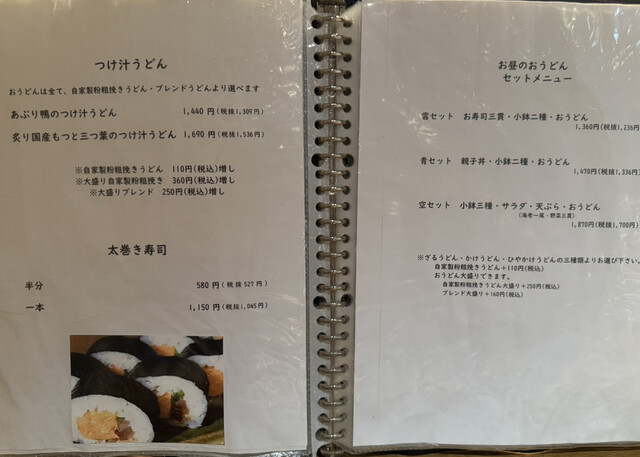 つけ汁うどん
おうどんは全て、自家製粉粗挽きうどん・ブレンドうどんより選べます
あぶり鴨のつけ汁うどん 1,440 円(税抜1,309円)
炙り国産もつと三つ葉のつけ汁うどん 1,690 円(税抜1,536円)
※自家製粉粗挽きうどん 110円(税込)増し
※大盛り自家製粉粗挽き 360円(税込)増し
※大盛りブレンド 250円(税込)増し
太巻き寿司
半分 580円(税抜527円)
一本 1,150円(税抜1,045円)
お昼のおうどん
セットメニュー
雲セット お寿司三貫・小鉢二種・おうどん
1,360円(税抜1,236円
青セット 親子丼・小鉢二種・おうどん
1,470円(税抜1,336円)
空セット 小鉢三種・サラダ・天ぷら・おうどん
(海老一尾・野菜三貫)
1,870円(税抜1,700円)
※ざるうどん・かけうどん・ひやかけうどんの三種類よりお選び下さい。
自家製粉粗挽きうどん+110円(税込)
おうどん大盛りできます。
自家製粉粗挽きうどん大盛り+250円(税込)
ブレンド大盛り+160円(税込)